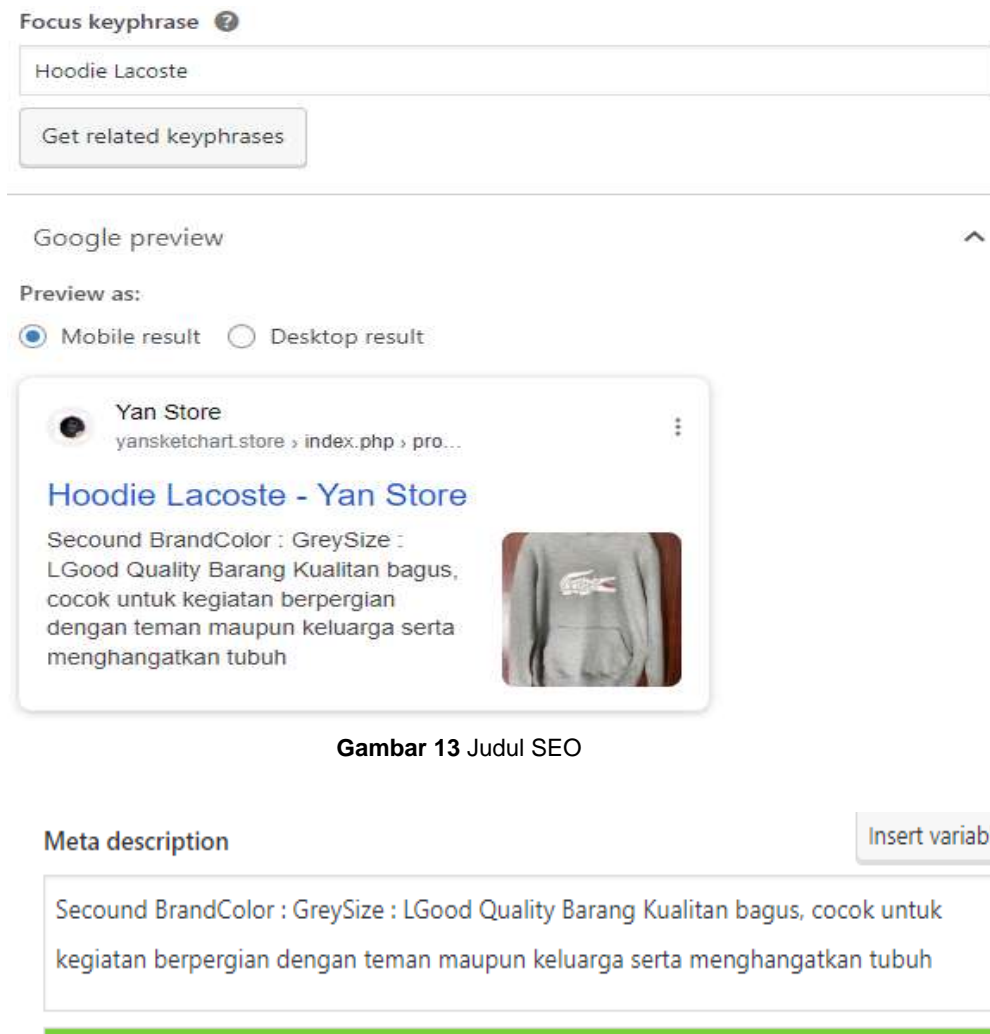 Focus keyphrase ?
Hoodie Lacoste
Get related keyphrases
Google preview
Preview as:
Mobile result Desktop result
Yan Store
yansketchart.store › index.php › pro...
Hoodie Lacoste - Yan Store
Secound BrandColor : GreySize :
LGood Quality Barang Kualitan bagus,
cocok untuk kegiatan berpergian
dengan teman maupun keluarga serta
menghangatkan tubuh
Gambar 13 Judul SEO
Meta description
Insert variab
Secound BrandColor : GreySize : LGood Quality Barang Kualitan bagus, cocok untuk
kegiatan berpergian dengan teman maupun keluarga serta menghangatkan tubuh